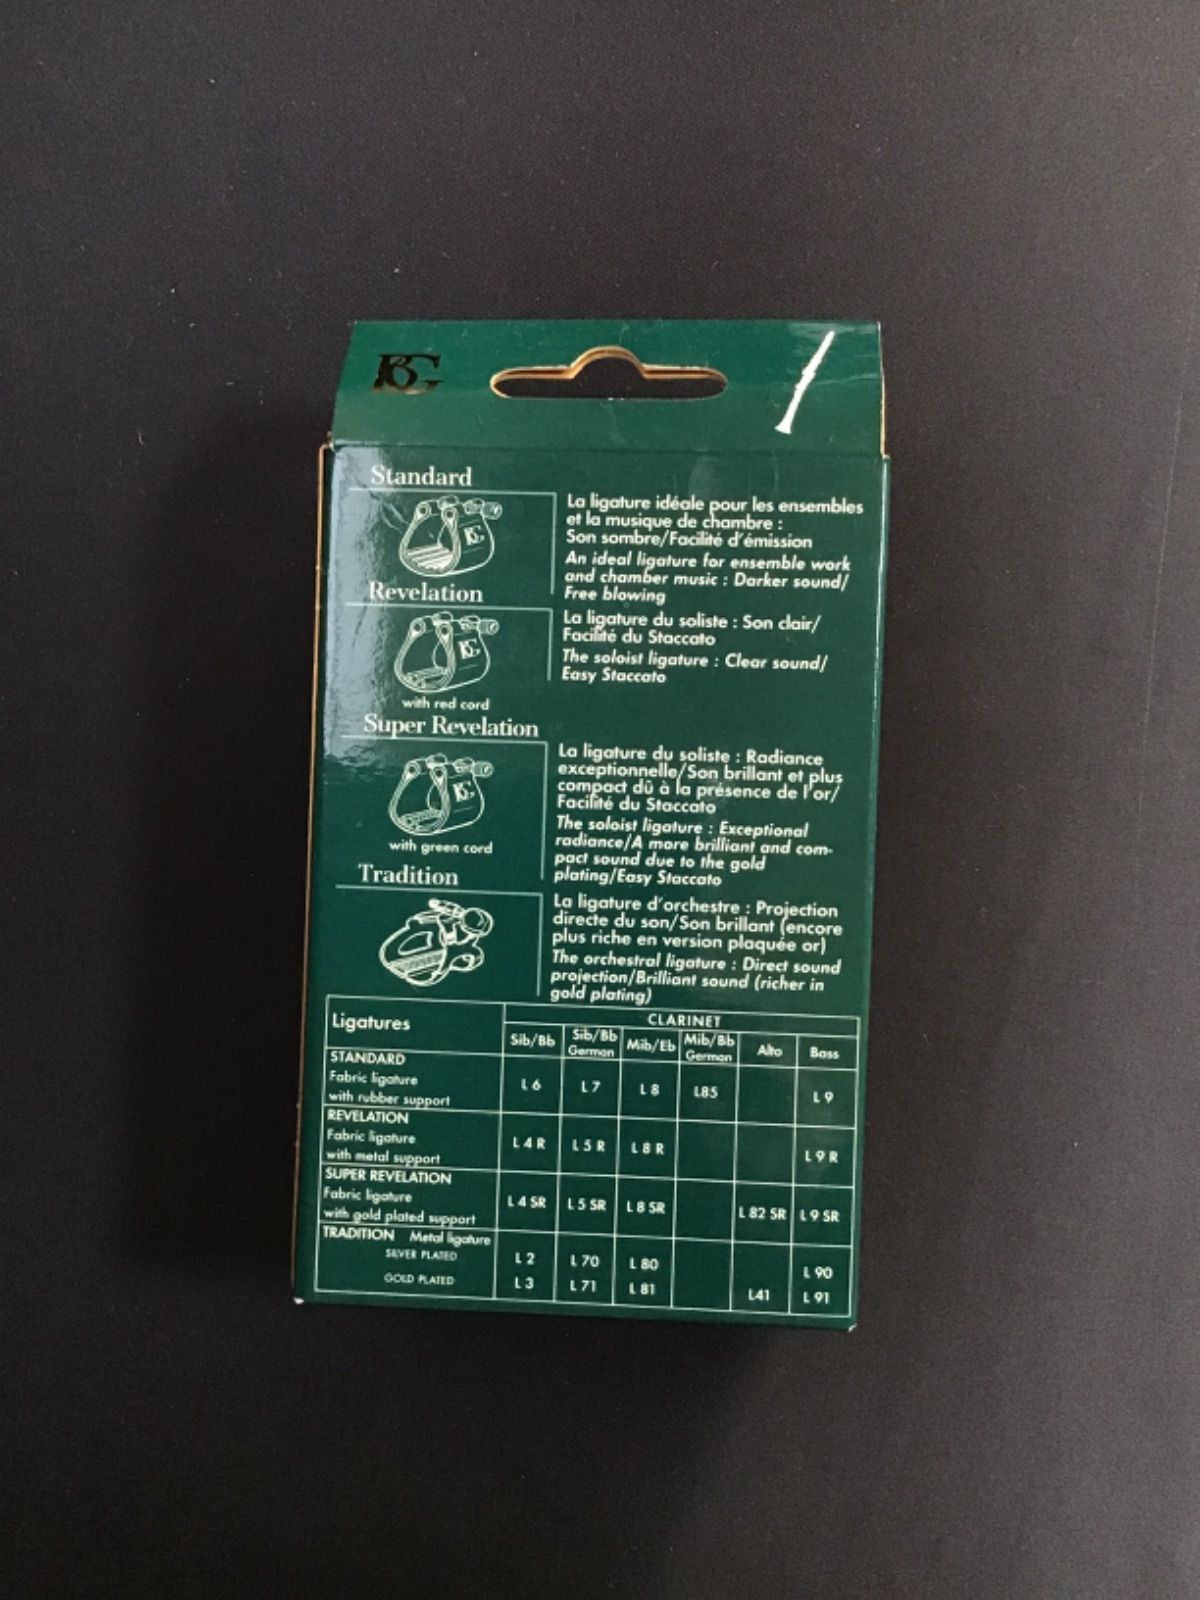 BG
Standard
BG
La ligature idéale pour les ensembles
et la musique de chambre :
Son sombre/Facilité d'émission
An ideal ligature for ensemble work
and chamber music : Darker sound/
Free blowing
Revelation
BG
with red cord
La ligature du soliste : Son clair/
Facilité du Staccato
The soloist ligature : Clear sound/
Easy Staccato
Super Revelation
BG
with green cord
La ligature du soliste : Radiance
exceptionnelle/Son brillant et plus
compact dû à la présence de l'or/
Facilité du Staccato
The soloist ligature : Exceptional
radiance/A more brilliant and com-
pact sound due to the gold
plating/Easy Staccato
Tradition
La ligature d'orchestre : Projection
directe du son/Son brillant (encore
plus riche en version plaquée or)
The orchestral ligature : Direct sound
projection/Brilliant sound (richer in
gold plating)
Ligatures
CLARINET
Sib/Bb Sib/Bb German Mib/Eb Mib/Bb German Alto Bass
STANDARD
Fabric ligature
with rubber support
L 6 L 7 L 8 L85 L 9
REVELATION
Fabric ligature
with metal support
L 4 R L 5 R L 8 R L 9 R
SUPER REVELATION
Fabric ligature
with gold plated support
L 4 SR L 5 SR L 8 SR L 82 SR L 9 SR
TRADITION Metal ligature
SILVER PLATED L 2 L 70 L 80 L 90
GOLD PLATED L 3 L 71 L 81 L41 L 91